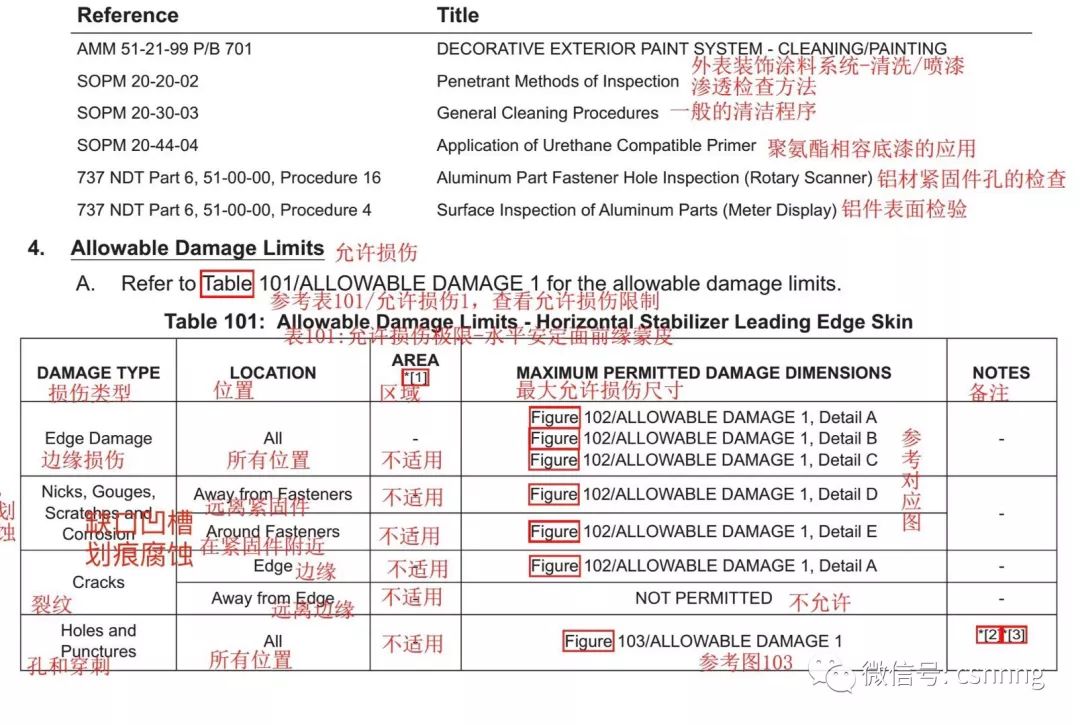 Reference Title
AMM 51-21-99 P/B 701 DECORATIVE EXTERIOR PAINT SYSTEM - CLEANING/PAINTING
外表装饰涂料系统-清洗/喷漆
SOPM 20-20-02 Penetrant Methods of Inspection 渗透检查方法
SOPM 20-30-03 General Cleaning Procedures 一般的清洁程序
SOPM 20-44-04 Application of Urethane Compatible Primer 聚氨酯相容底漆的应用
737 NDT Part 6, 51-00-00, Procedure 16 Aluminum Part Fastener Hole Inspection (Rotary Scanner) 铝材紧固件孔的检查
737 NDT Part 6, 51-00-00, Procedure 4 Surface Inspection of Aluminum Parts (Meter Display) 铝件表面检验
4. Allowable Damage Limits 允许损伤
A. Refer to Table 101/ALLOWABLE DAMAGE 1 for the allowable damage limits.
参考表101/允许损伤1，查看允许损伤限制
Table 101: Allowable Damage Limits - Horizontal Stabilizer Leading Edge Skin
表101:允许损伤极限-水平安定面前缘蒙皮
DAMAGE TYPE LOCATION AREA *[1] MAXIMUM PERMITTED DAMAGE DIMENSIONS NOTES
损伤类型 位置 区域 最大允许损伤尺寸 备注
Figure 102/ALLOWABLE DAMAGE 1, Detail A
Edge Damage All - Figure 102/ALLOWABLE DAMAGE 1, Detail B -
边缘损伤 所有位置 不适用 Figure 102/ALLOWABLE DAMAGE 1, Detail C
参考对应图
Nicks, Gouges, Away from Fasteners 不适用 Figure 102/ALLOWABLE DAMAGE 1, Detail D
Scratches and 远离紧固件 -
划
蚀
Corrosion Around Fasteners 不适用 Figure 102/ALLOWABLE DAMAGE 1, Detail E
缺口凹槽
划痕腐蚀 在紧固件附近
Cracks Edge 边缘 不适用 Figure 102/ALLOWABLE DAMAGE 1, Detail A -
裂纹 Away from Edge 远离边缘 不适用 NOT PERMITTED 不允许 -
Holes and
Punctures All 不适用 Figure 103/ALLOWABLE DAMAGE 1 *[2] *[3]
孔和穿刺 所有位置 参考图103
微信号: csnmng